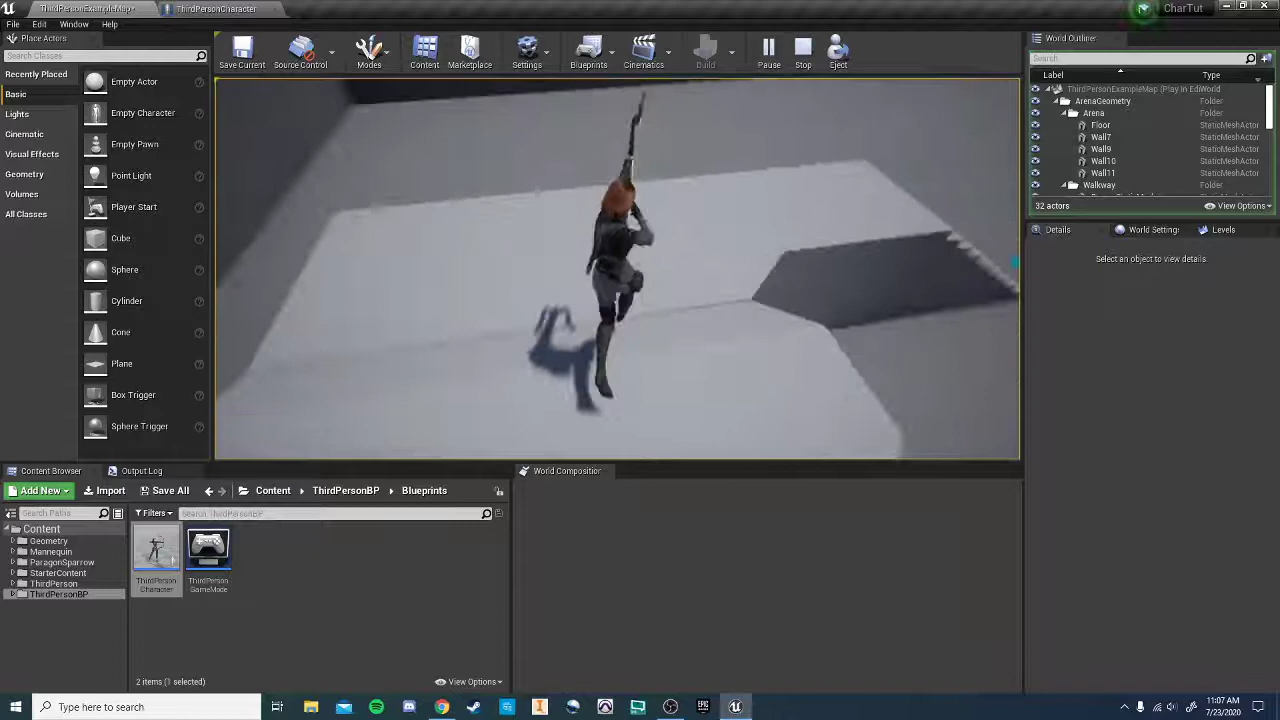 ThirdPersonExampleMap*
ThirdPersonCharacter
CharTut
File
Edit
Window
Help
Place Actors
Search Classes
Recently Placed
Basic
Lights
Cinematic
Visual Effects
Geometry
Volumes
All Classes
Empty Actor
Empty Character
Empty Pawn
Point Light
Player Start
Cube
Sphere
Cylinder
Cone
Plane
Box Trigger
Sphere Trigger
Save Current
Source Control
Modes
Content
Marketplace
Settings
Blueprints
Cinematics
Build
Pause
Stop
Eject
World Outliner
Search
Label
Type
ThirdPersonExampleMap (Play In Edi
World
ArenaGeometry
Folder
Arena
Folder
Floor
StaticMeshActor
Wall7
StaticMeshActor
Wall9
StaticMeshActor
Wall10
StaticMeshActor
Wall11
StaticMeshActor
Walkway
Folder
32 actors
View Options
Details
World Setting
Levels
Select an object to view details.
Content Browser
Output Log
Add New
Import
Save All
Content
ThirdPersonBP
Blueprints
Search Paths
Filters
Search ThirdPersonBP
Content
Geometry
Mannequin
ParagonSparrow
StarterContent
ThirdPerson
ThirdPersonBP
ThirdPerson
Character
ThirdPerson
GameMode
2 items (1 selected)
View Options
World Composition
Type here to search
11:07 AM
7/23/2020